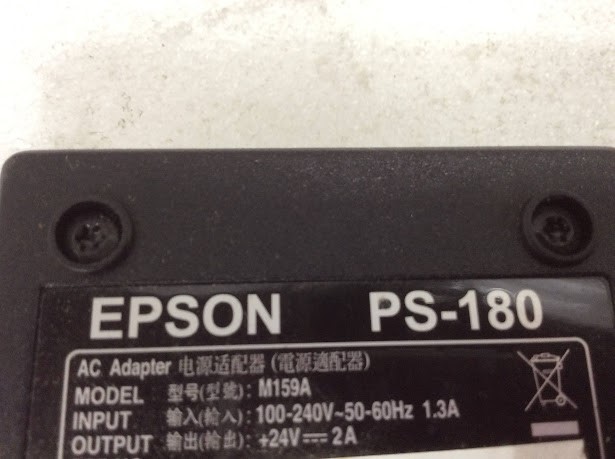 EPSON PS-180
AC Adapter 电源适配器 (電源適配器)
MODEL 型号(型號): M159A
INPUT 输入(輸入): 100-240V~50-60Hz 1.3A
OUTPUT 输出(輸出): +24V⎓2A